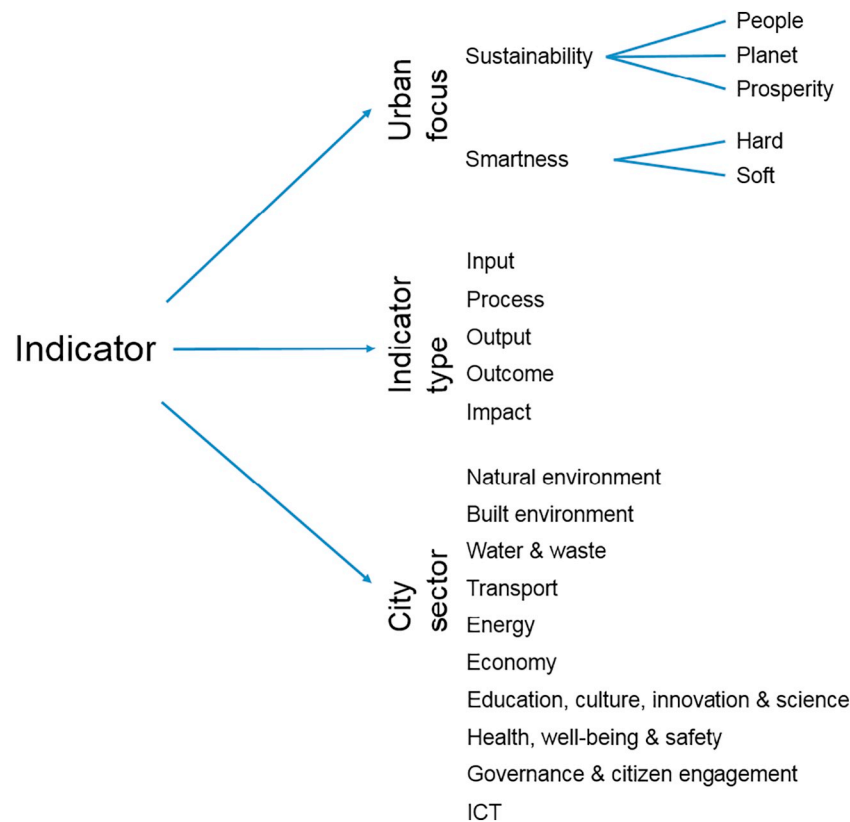 Indicator
Urban
focus
Sustainability
People
Planet
Prosperity
Smartness
Hard
Soft
Indicator
type
Input
Process
Output
Outcome
Impact
City
sector
Natural environment
Built environment
Water & waste
Transport
Energy
Economy
Education, culture, innovation & science
Health, well-being & safety
Governance & citizen engagement
ICT